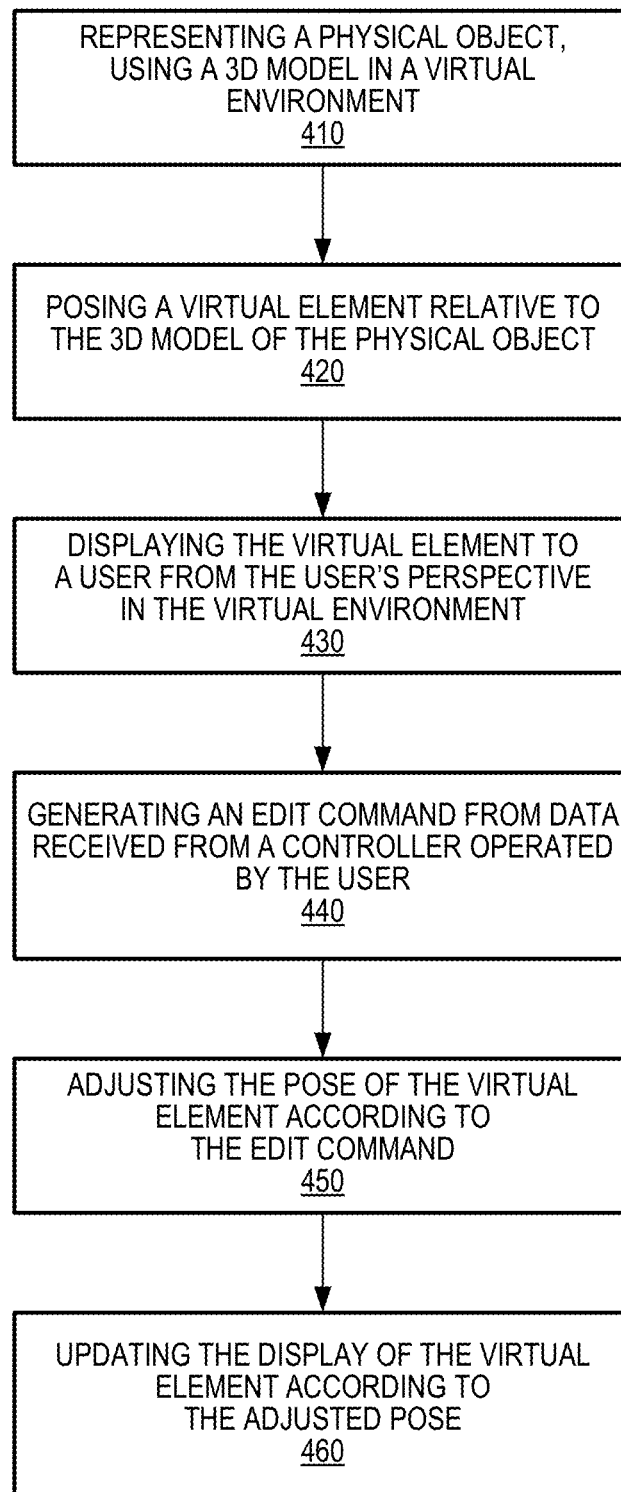 REPRESENTING A PHYSICAL OBJECT,
USING A 3D MODEL IN A VIRTUAL
ENVIRONMENT
410
POSING A VIRTUAL ELEMENT RELATIVE TO
THE 3D MODEL OF THE PHYSICAL OBJECT
420
DISPLAYING THE VIRTUAL ELEMENT TO
A USER FROM THE USER'S PERSPECTIVE
IN THE VIRTUAL ENVIRONMENT
430
GENERATING AN EDIT COMMAND FROM DATA
RECEIVED FROM A CONTROLLER OPERATED
BY THE USER
440
ADJUSTING THE POSE OF THE VIRTUAL
ELEMENT ACCORDING TO
THE EDIT COMMAND
450
UPDATING THE DISPLAY OF THE VIRTUAL
ELEMENT ACCORDING TO
THE ADJUSTED POSE
460